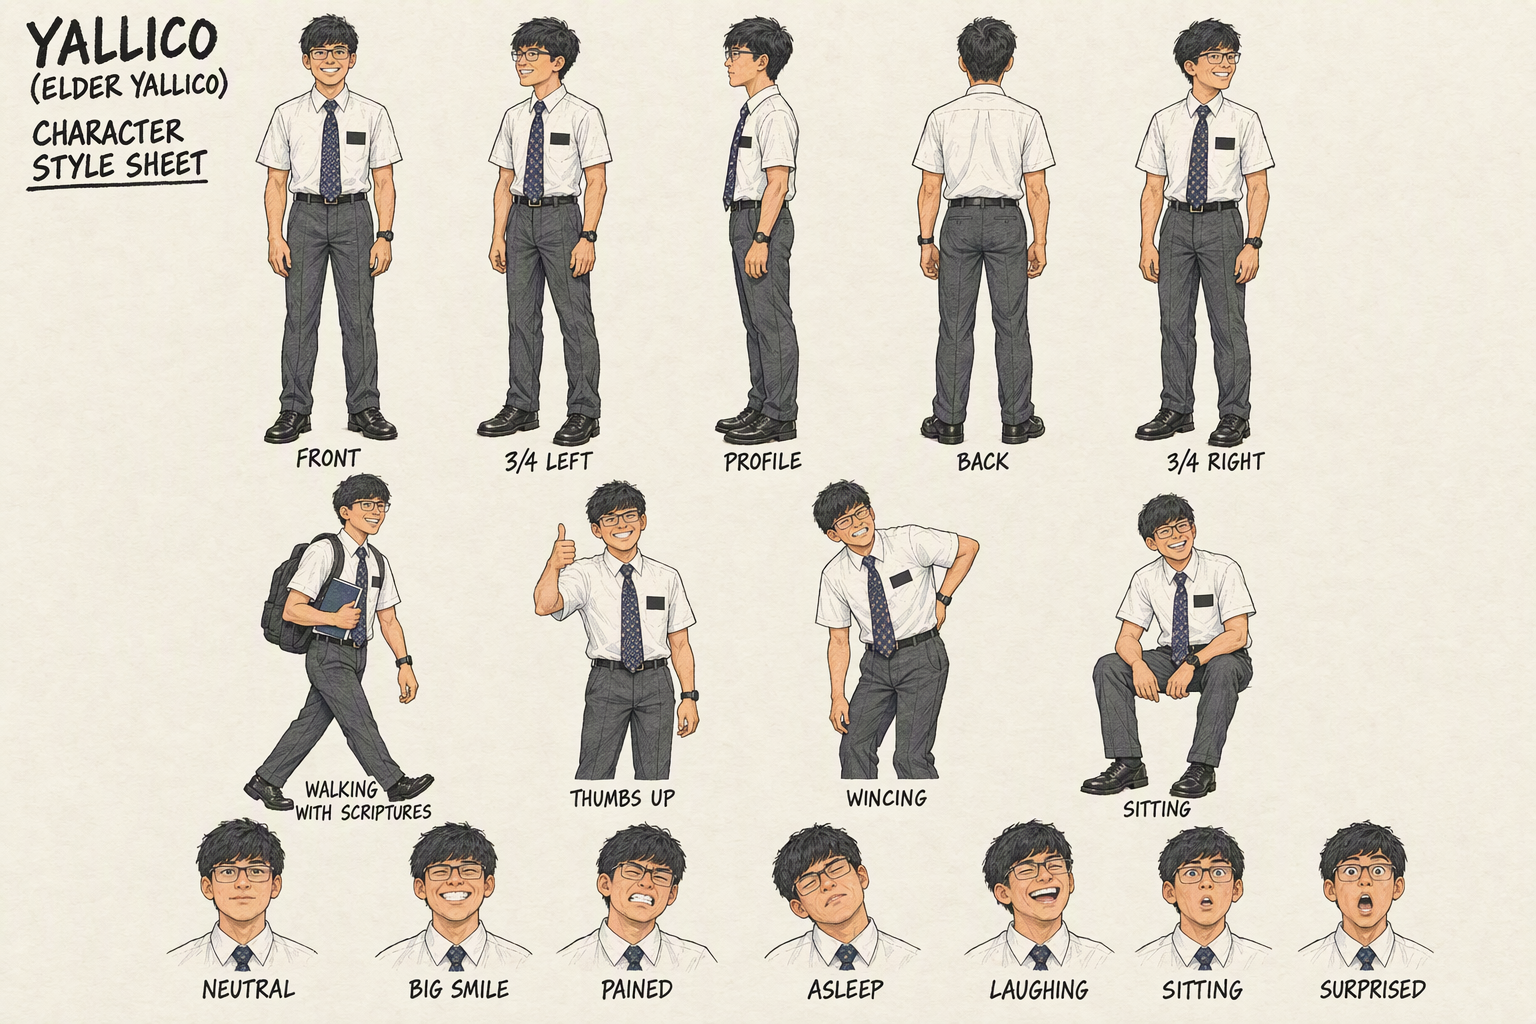 YALLICO
(ELDER YALLICO)
CHARACTER
STYLE SHEET
FRONT
3/4 LEFT
PROFILE
BACK
3/4 RIGHT
WALKING
WITH SCRIPTURES
THUMBS UP
WINCING
SITTING
NEUTRAL
BIG SMILE
PAINED
ASLEEP
LAUGHING
SITTING
SURPRISED